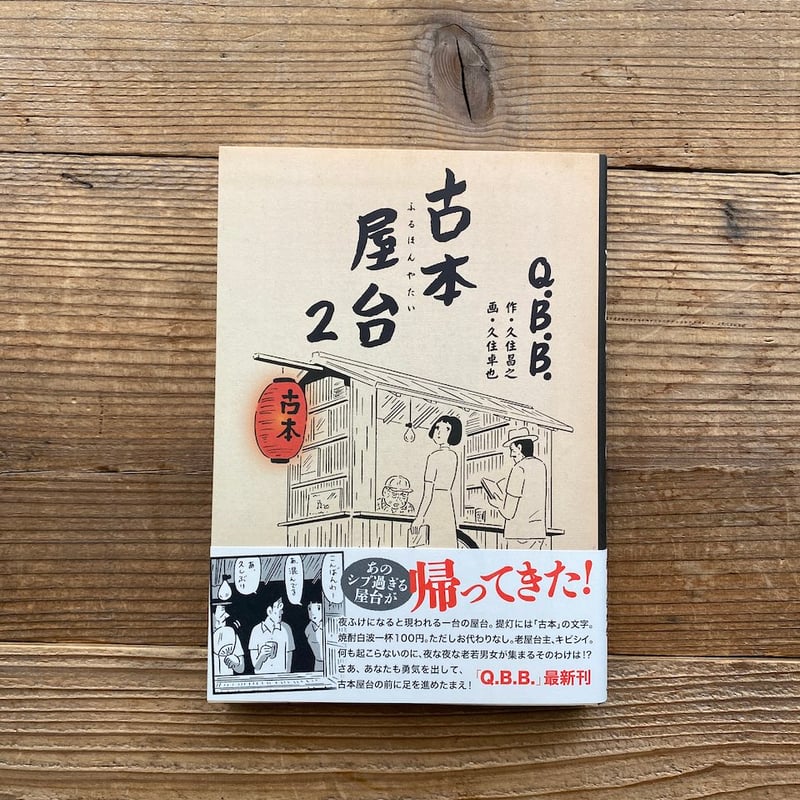 古本
屋台
2
ふるほんやたい
Q.B.B.
作・久住昌之
画・久住卓也
古本
こんばんわー
あ、混んでる
あ、
久しぶり
あの
シブ過ぎる
屋台が
帰ってきた!
夜ふけになると現われる一台の屋台。提灯には「古本」の文字。
焼酎白波一杯100円。ただしお代わりなし。老屋台主、キビシイ。
何も起こらないのに、夜な夜な老若男女が集まるそのわけは!?
さあ、あなたも勇気を出して、
古本屋台の前に足を進めたまえ!
「Q.B.B.」最新刊